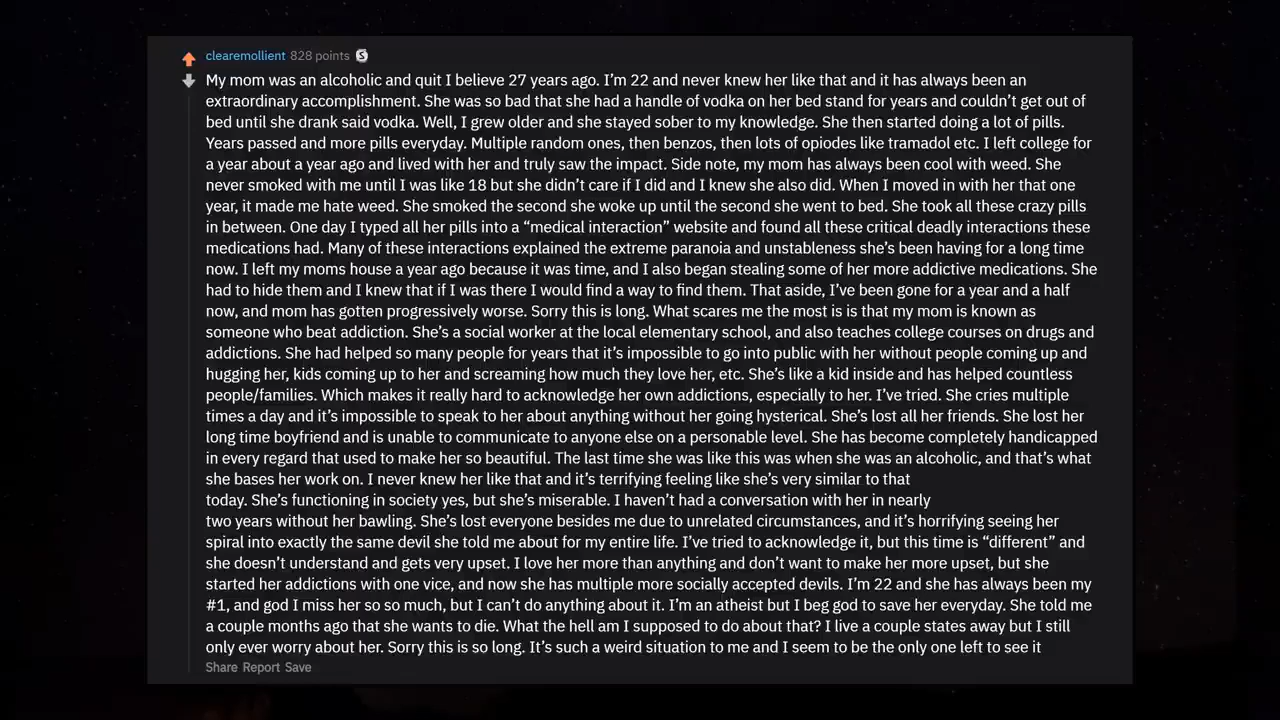 clearemollient 828 points S
My mom was an alcoholic and quit I believe 27 years ago. I’m 22 and never knew her like that and it has always been an
extraordinary accomplishment. She was so bad that she had a handle of vodka on her bed stand for years and couldn’t get out of
bed until she drank said vodka. Well, I grew older and she stayed sober to my knowledge. She then started doing a lot of pills.
Years passed and more pills everyday. Multiple random ones, then benzos, then lots of opiodes like tramadol etc. I left college for
a year about a year ago and lived with her and truly saw the impact. Side note, my mom has always been cool with weed. She
never smoked with me until I was like 18 but she didn’t care if I did and I knew she also did. When I moved in with her that one
year, it made me hate weed. She smoked the second she woke up until the second she went to bed. She took all these crazy pills
in between. One day I typed all her pills into a “medical interaction” website and found all these critical deadly interactions these
medications had. Many of these interactions explained the extreme paranoia and unstableness she’s been having for a long time
now. I left my moms house a year ago because it was time, and I also began stealing some of her more addictive medications. She
had to hide them and I knew that if I was there I would find a way to find them. That aside, I’ve been gone for a year and a half
now, and mom has gotten progressively worse. Sorry this is long. What scares me the most is is that my mom is known as
someone who beat addiction. She’s a social worker at the local elementary school, and also teaches college courses on drugs and
addictions. She had helped so many people for years that it’s impossible to go into public with her without people coming up and
hugging her, kids coming up to her and screaming how much they love her, etc. She’s like a kid inside and has helped countless
people/families. Which makes it really hard to acknowledge her own addictions, especially to her. I’ve tried. She cries multiple
times a day and it’s impossible to speak to her about anything without her going hysterical. She’s lost all her friends. She lost her
long time boyfriend and is unable to communicate to anyone else on a personable level. She has become completely handicapped
in every regard that used to make her so beautiful. The last time she was like this was when she was an alcoholic, and that’s what
she bases her work on. I never knew her like that and it’s terrifying feeling like she’s very similar to that
today. She’s functioning in society yes, but she’s miserable. I haven’t had a conversation with her in nearly
two years without her bawling. She’s lost everyone besides me due to unrelated circumstances, and it’s horrifying seeing her
spiral into exactly the same devil she told me about for my entire life. I’ve tried to acknowledge it, but this time is “different” and
she doesn’t understand and gets very upset. I love her more than anything and don’t want to make her more upset, but she
started her addictions with one vice, and now she has multiple more socially accepted devils. I’m 22 and she has always been my
#1, and god I miss her so so much, but I can’t do anything about it. I’m an atheist but I beg god to save her everyday. She told me
a couple months ago that she wants to die. What the hell am I supposed to do about that? I live a couple states away but I still
only ever worry about her. Sorry this is so long. It’s such a weird situation to me and I seem to be the only one left to see it
Share Report Save